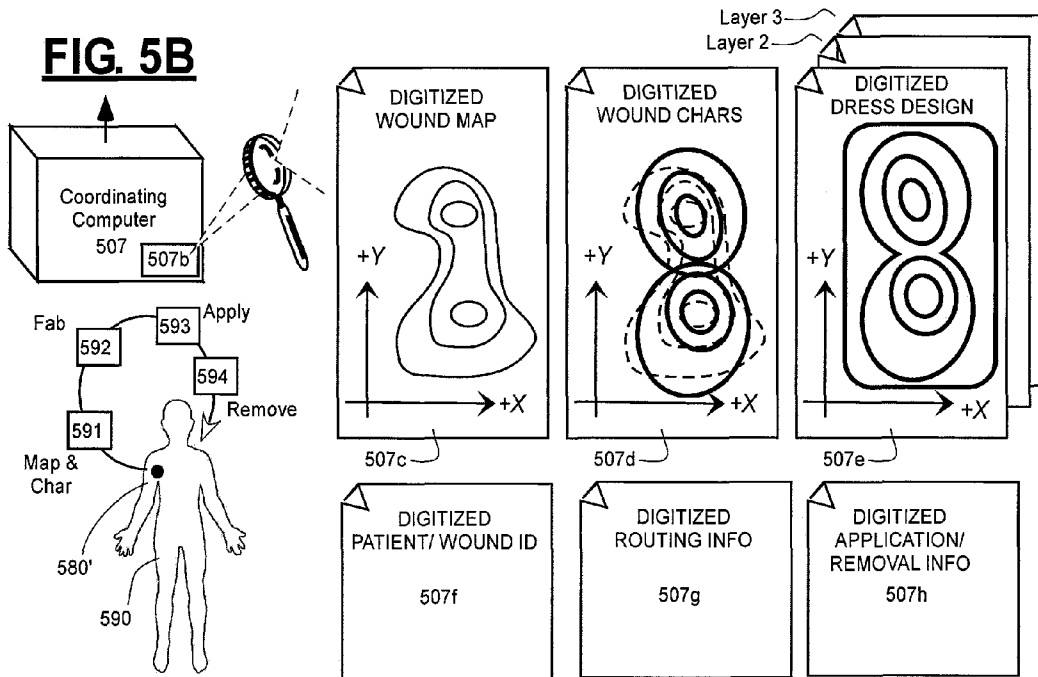 FIG. 5B
Layer 3
Layer 2
Coordinating
Computer
507
507b
DIGITIZED
WOUND MAP
+Y
+X
507c
DIGITIZED
WOUND CHARS
+Y
+X
507d
DIGITIZED
DRESS DESIGN
+Y
+X
507e
Fab
592
593
Apply
594
Remove
591
Map &
Char
580'
590
DIGITIZED
PATIENT/ WOUND ID
507f
DIGITIZED
ROUTING INFO
507g
DIGITIZED
APPLICATION/
REMOVAL INFO
507h